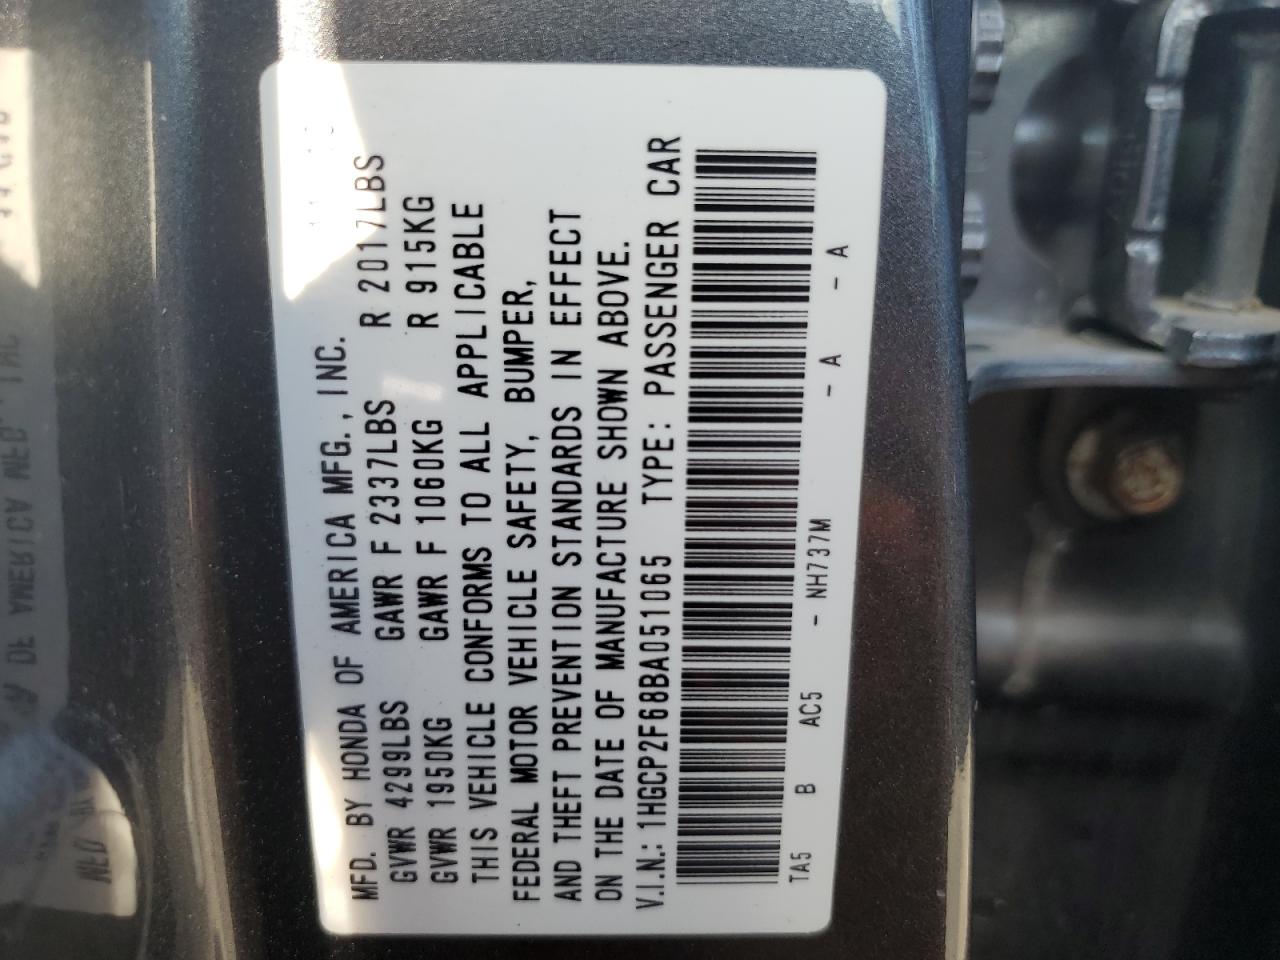 MFD. BY HONDA OF AMERICA MFG., INC.
GVWR 4299LBS GAWR F 2337LBS R 2017LBS
GVWR 1950KG GAWR F 1060KG R 915KG
THIS VEHICLE CONFORMS TO ALL APPLICABLE
FEDERAL MOTOR VEHICLE SAFETY, BUMPER,
AND THEFT PREVENTION STANDARDS IN EFFECT
ON THE DATE OF MANUFACTURE SHOWN ABOVE.
V.I.N.: 1HGCP2F68BA051065 TYPE: PASSENGER CAR
TA5 B AC5 - NH737M - A - A